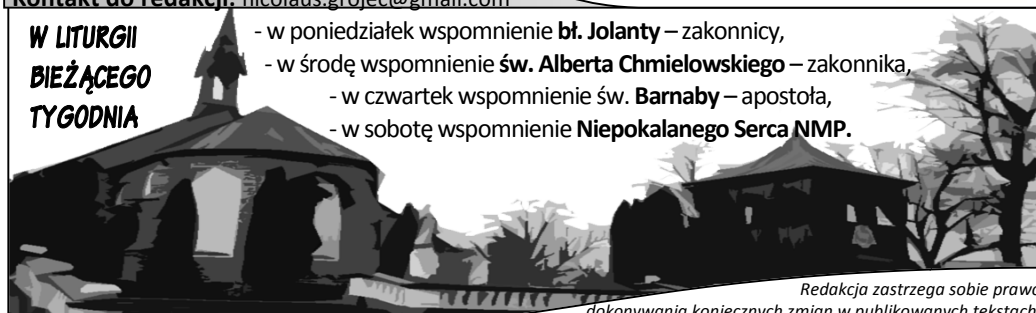 Kontakt do redakcji: nicolaus.grojec@gmail.com
W LITURGII
BIEŻĄCEGO
TYGODNIA
- w poniedziałek wspomnienie bł. Jolanty – zakonnicy,
- w środę wspomnienie św. Alberta Chmielowskiego – zakonnika,
- w czwartek wspomnienie św. Barnaby – apostoła,
- w sobotę wspomnienie Niepokalanego Serca NMP.
Redakcja zastrzega sobie prawo
dokonywania koniecznych zmian w publikowanych tekstach.